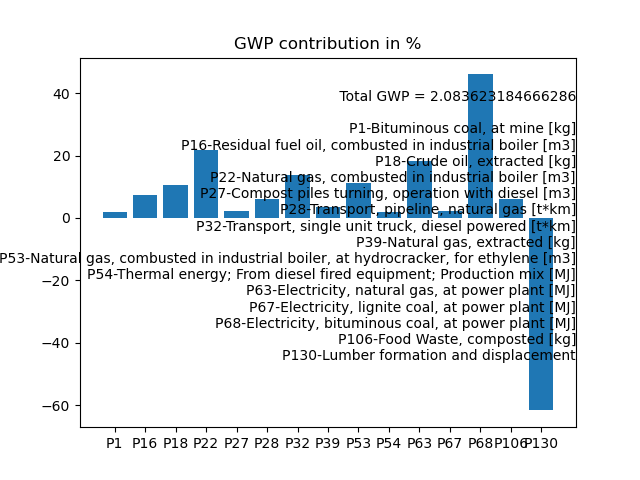 GWP contribution in %
40
20
0
−20
−40
−60
Total GWP = 2.083623184666286
P1-Bituminous coal, at mine [kg]
P16-Residual fuel oil, combusted in industrial boiler [m3]
P18-Crude oil, extracted [kg]
P22-Natural gas, combusted in industrial boiler [m3]
P27-Compost piles turning, operation with diesel [m3]
P28-Transport, pipeline, natural gas [t*km]
P32-Transport, single unit truck, diesel powered [t*km]
P39-Natural gas, extracted [kg]
P53-Natural gas, combusted in industrial boiler, at hydrocracker, for ethylene [m3]
P54-Thermal energy; From diesel fired equipment; Production mix [MJ]
P63-Electricity, natural gas, at power plant [MJ]
P67-Electricity, lignite coal, at power plant [MJ]
P68-Electricity, bituminous coal, at power plant [MJ]
P106-Food Waste, composted [kg]
P130-Lumber formation and displacement
P1 P16 P18 P22 P27 P28 P32 P39 P53 P54 P63 P67 P68 P106 P130